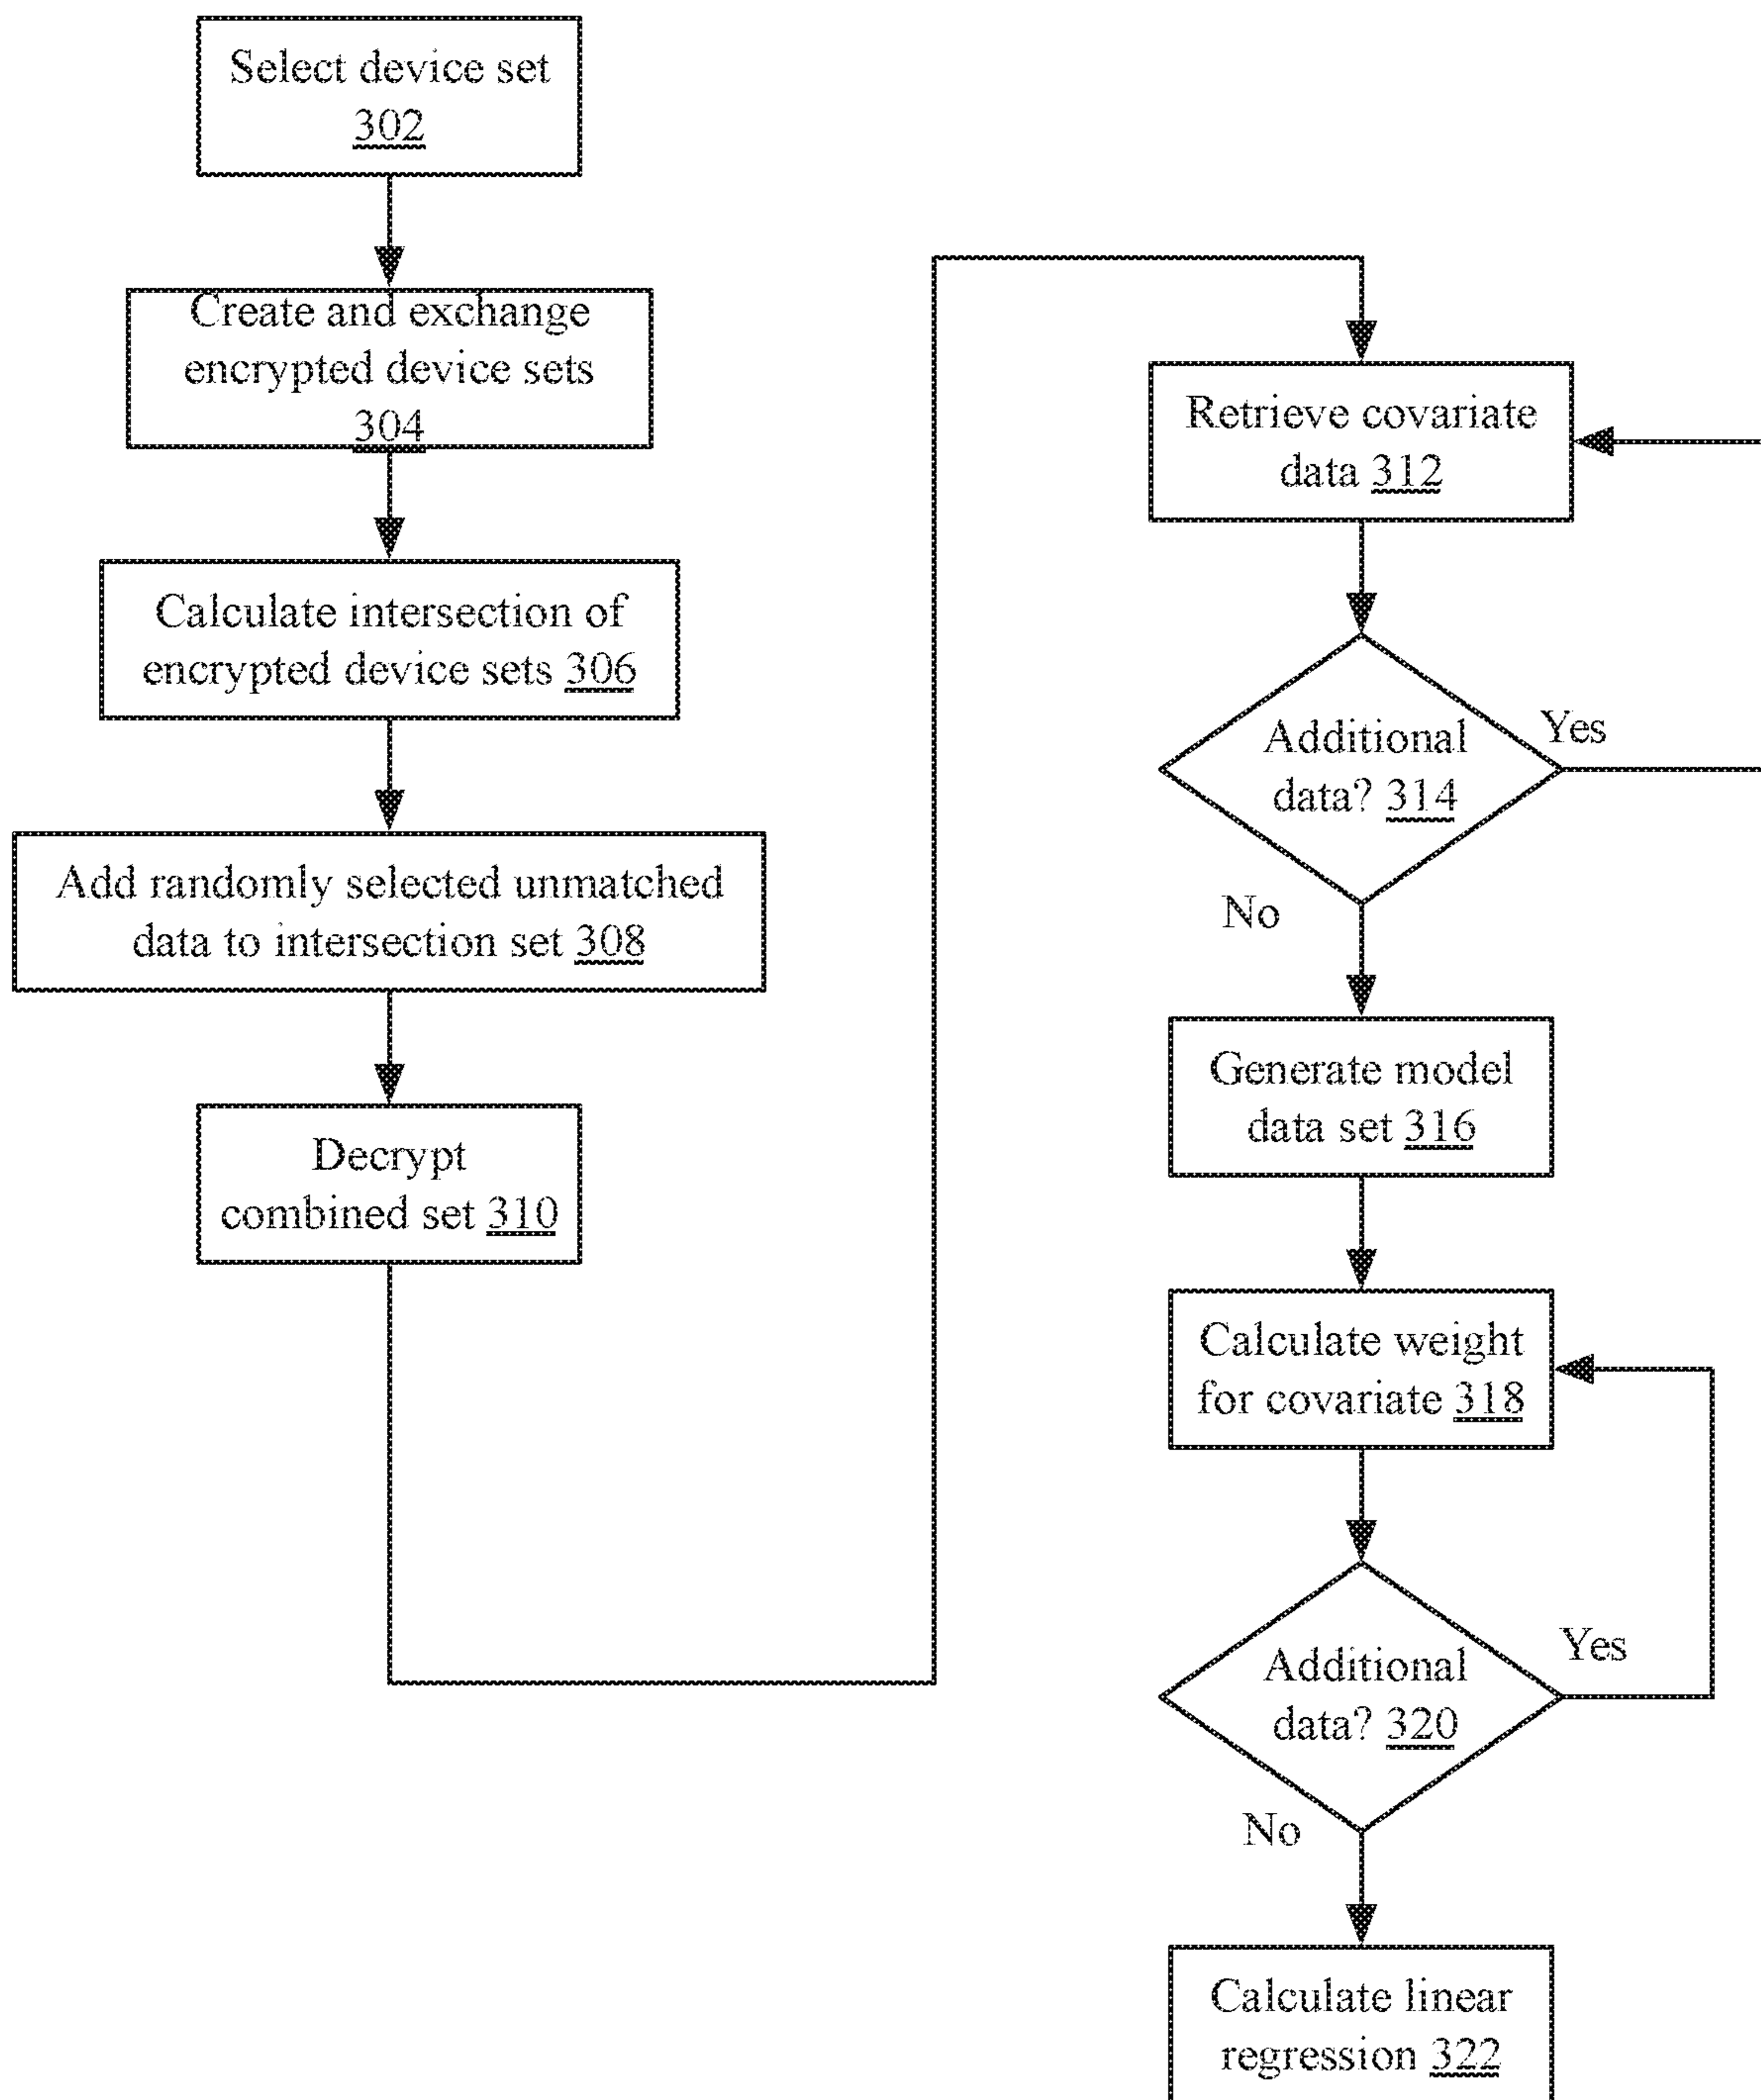 Select device set
302
Create and exchange
encrypted device sets
304
Calculate intersection of
encrypted device sets 306
Add randomly selected unmatched
data to intersection set 308
Decrypt
combined set 310
Retrieve covariate
data 312
Additional
data? 314
Yes
No
Generate model
data set 316
Calculate weight
for covariate 318
Additional
data? 320
Yes
No
Calculate linear
regression 322